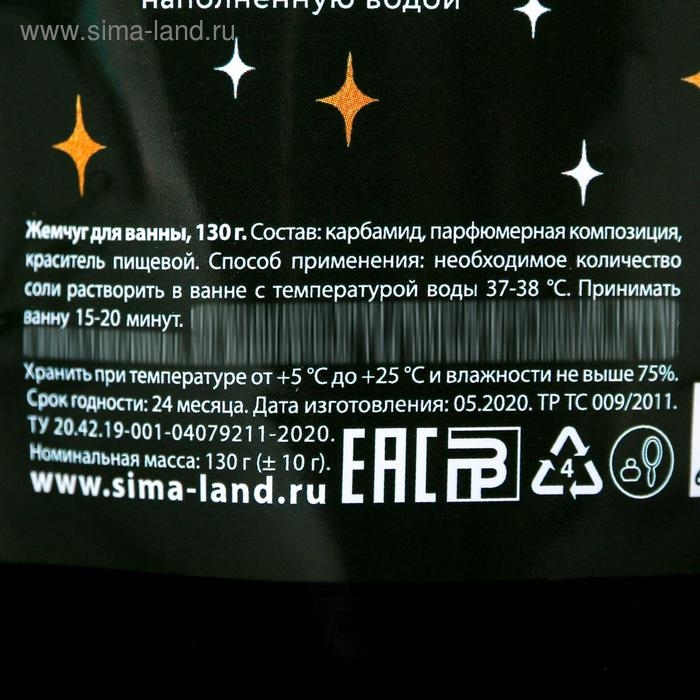 наполненную водой
www.sima-land.ru
Жемчуг для ванны, 130 г. Состав: карбамид, парфюмерная композиция,
краситель пищевой. Способ применения: необходимое количество
соли растворить в ванне с температурой воды 37-38 °С. Принимать
ванну 15-20 минут.
Хранить при температуре от +5 °С до +25 °С и влажности не выше 75%.
Срок годности: 24 месяца. Дата изготовления: 05.2020. ТР ТС 009/2011.
ТУ 20.42.19-001-04079211-2020.
Номинальная масса: 130 г (± 10 г).
www.sima-land.ru
EAC
4